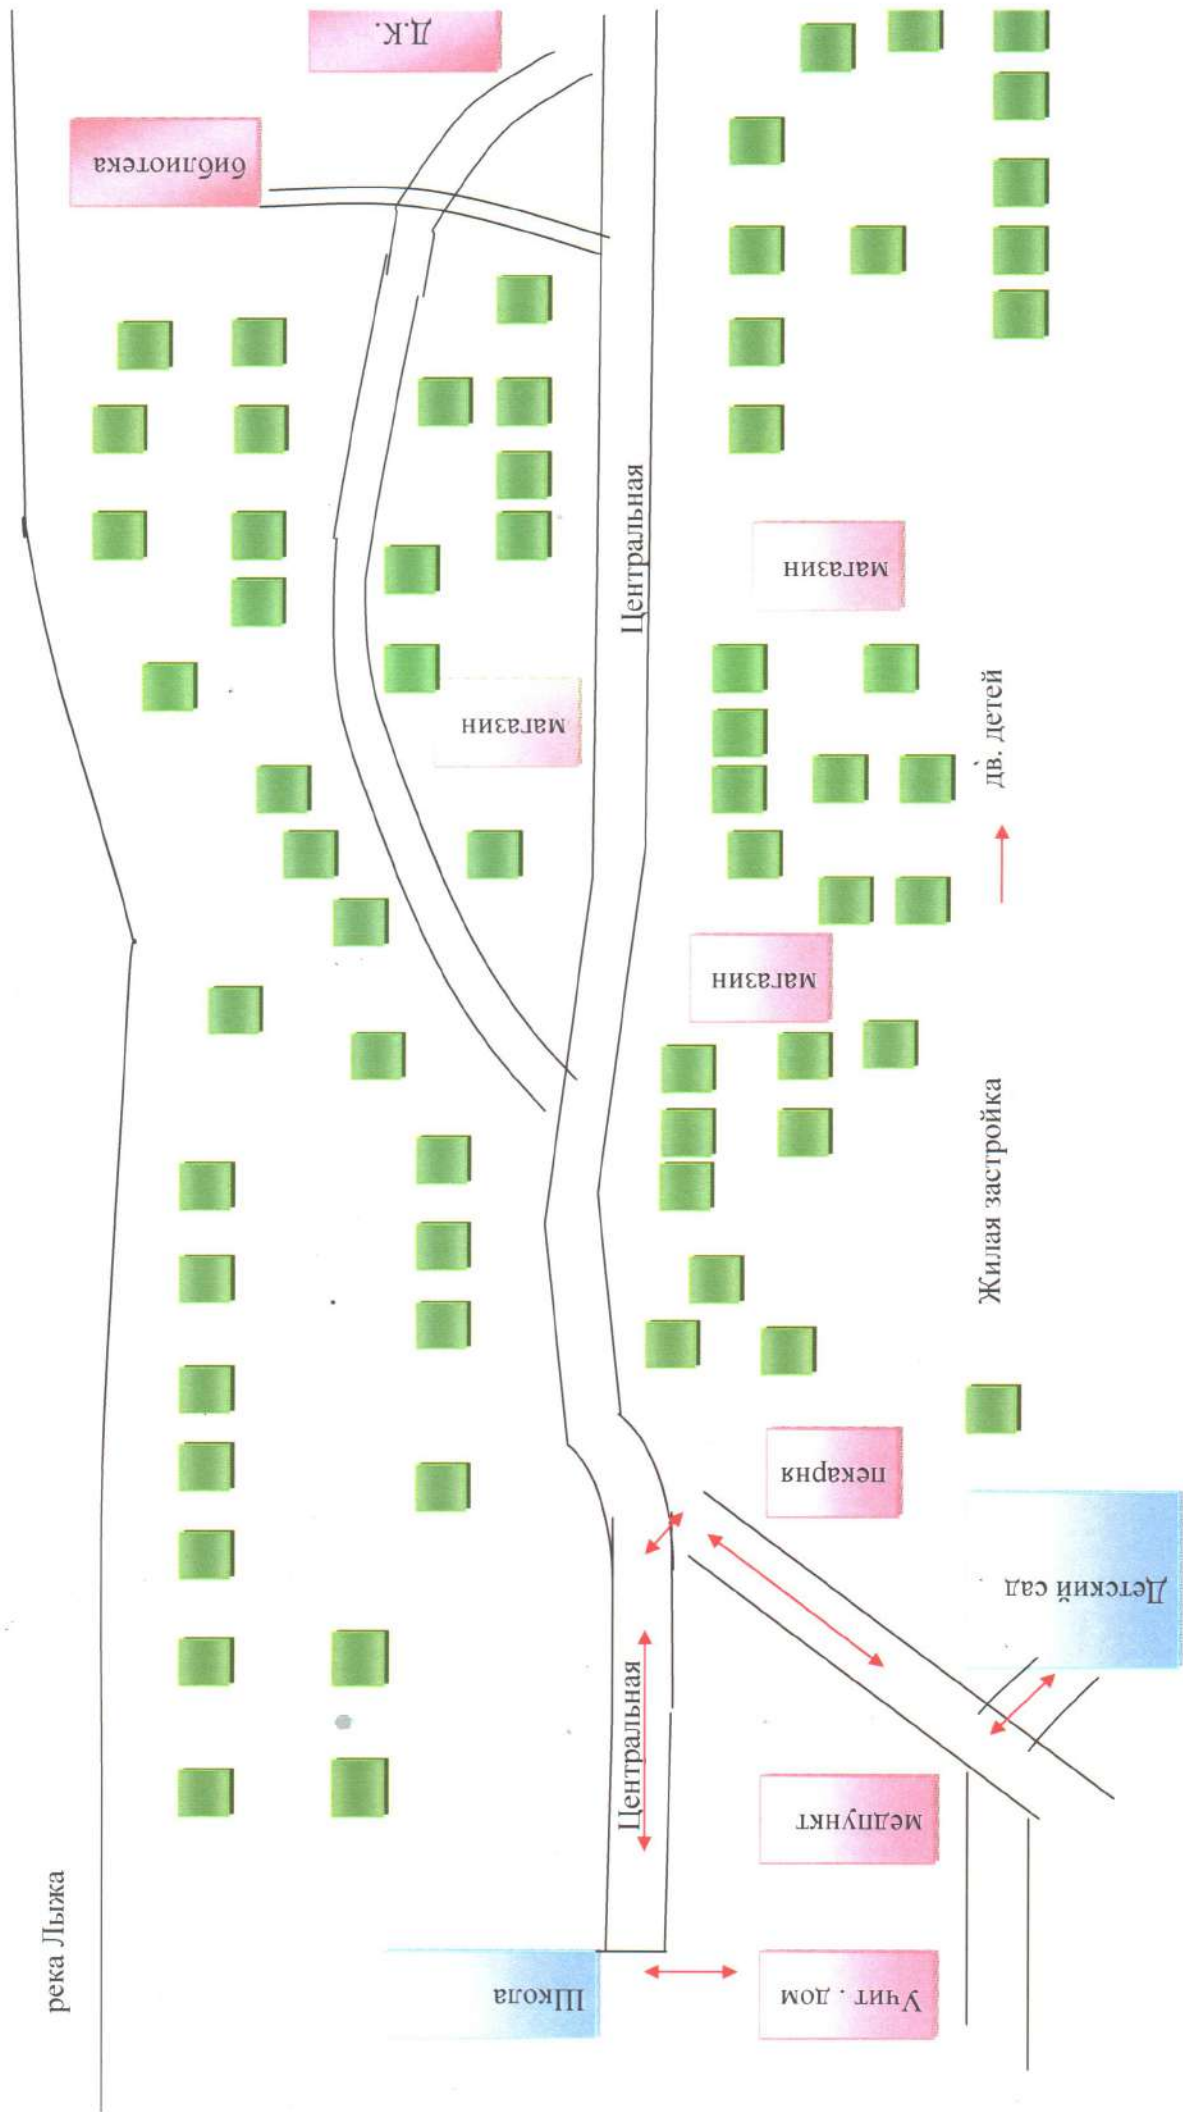 Д.К.
библиотека
Центральная
магазин
магазин
дв. детей
магазин
Жилая застройка
пекарня
Детский сад
Центральная
медпункт
река Лыжа
Школа
Учит . дом